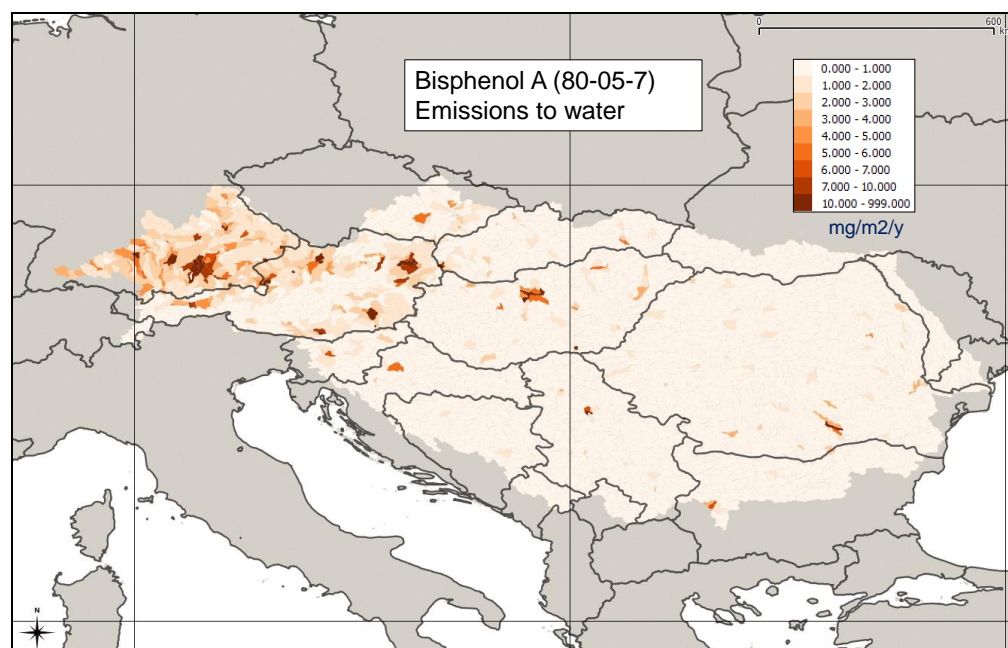 0 600
km
Bisphenol A (80-05-7)
Emissions to water
0.000 - 1.000
1.000 - 2.000
2.000 - 3.000
3.000 - 4.000
4.000 - 5.000
5.000 - 6.000
6.000 - 7.000
7.000 - 10.000
10.000 - 999.000
mg/m2/y
N